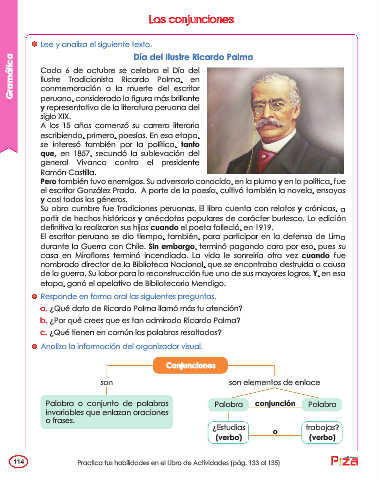 Las conjunciones
Gramática
Lee y analiza el siguiente texto.
Día del Ilustre Ricardo Palma
Cada 6 de octubre se celebra el Día del
Ilustre Tradicionista Ricardo Palma, en
conmemoración a la muerte del escritor
peruano, considerado la figura más brillante
y representativo de la literatura peruana del
siglo XIX.
A los 15 años comenzó su carrera literaria
escribiendo, primero, poesías. En esa etapa,
se interesó también por la política, tanto
que, en 1857, secundó la sublevación del
general Vivanco contra el presidente
Ramón Castilla.
Pero también tuvo enemigos. Su adversario conocido, en la pluma y en la política, fue
el escritor González Prada. A parte de la poesía, cultivó también la novela, ensayos
y casi todos los géneros.
Su obra cumbre fue Tradiciones peruanas. El libro cuenta con relatos y crónicas, a
partir de hechos históricos y anécdotas populares de carácter burlesco. La edición
definitiva la realizaron sus hijos cuando el poeta falleció, en 1919.
El escritor peruano se dio tiempo, también, para participar en la defensa de Lima
durante la Guerra con Chile. Sin embargo, terminó pagando caro por eso, pues su
casa en Miraflores terminó incendiada. La vida le sonreiría otra vez cuando fue
nombrado director de la Biblioteca Nacional, que se encontraba destruida a causa
de la guerra. Su labor para la reconstrucción fue uno de sus mayores logros. Y, en esa
etapa, ganó el apelativo de Bibliotecario Mendigo.
Responde en forma oral las siguientes preguntas.
a. ¿Qué dato de Ricardo Palma llamó más tu atención?
b. ¿Por qué crees que es tan admirado Ricardo Palma?
c. ¿Qué tienen en común las palabras resaltadas?
Analiza la información del organizador visual.
Conjunciones
son
son elementos de enlace
Palabra o conjunto de palabras
invariables que enlazan oraciones
o frases.
Palabra conjunción Palabra
¿Estudias
(verbo)
o
trabajas?
(verbo)
114
Practica tus habilidades en el Libro de Actividades (pág. 133 al 135)